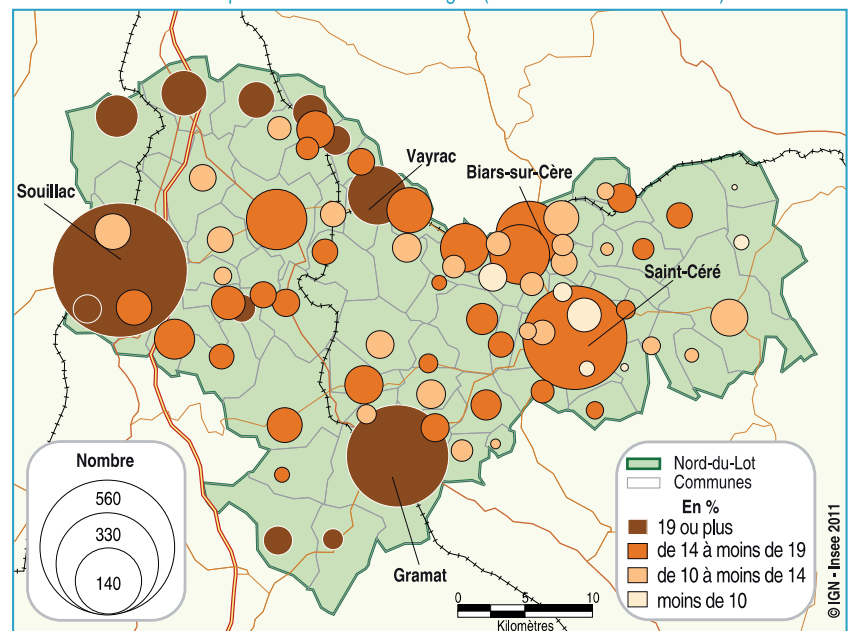 Vayrac
Biars-sur-Cère
Souillac
Saint-Céré
Gramat
Nombre
560
330
140
Nord-du-Lot
Communes
En %
19 ou plus
de 14 à moins de 19
de 10 à moins de 14
moins de 10
0 5 10
Kilomètres
© IGN - Insee 2011